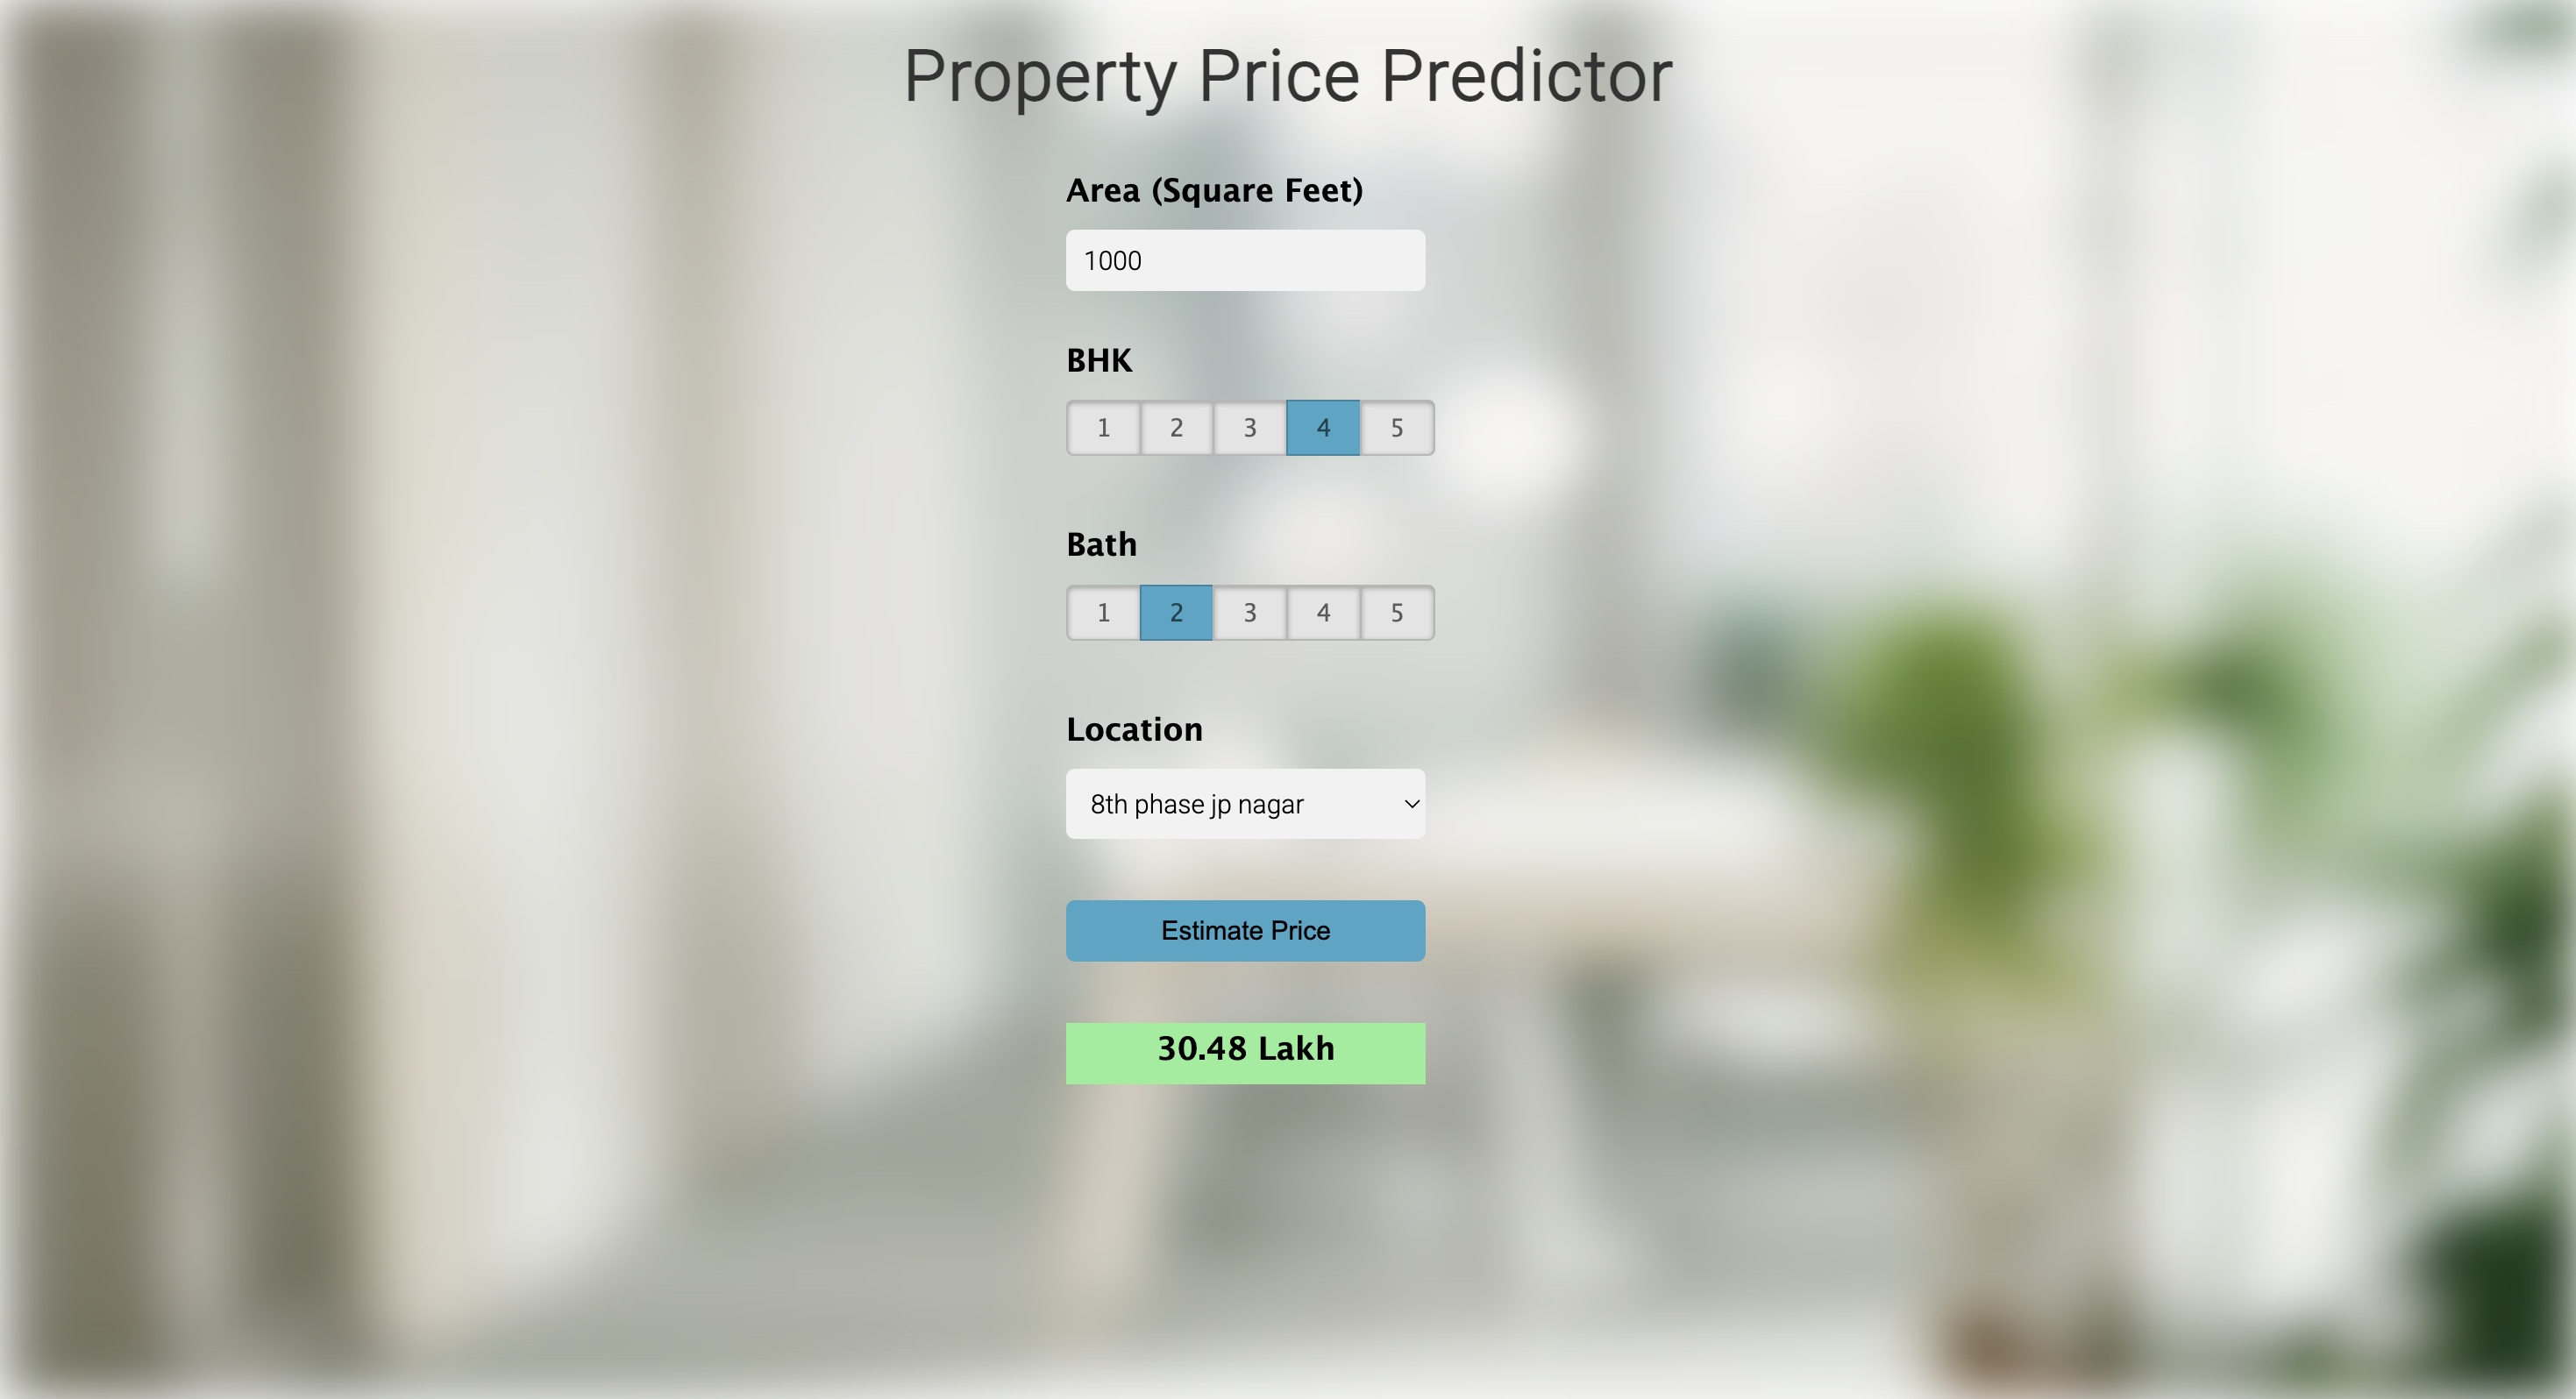 Property Price Predictor
Area (Square Feet)
1000
BHK
1 2 3 4 5
Bath
1 2 3 4 5
Location
8th phase jp nagar
Estimate Price
30.48 Lakh